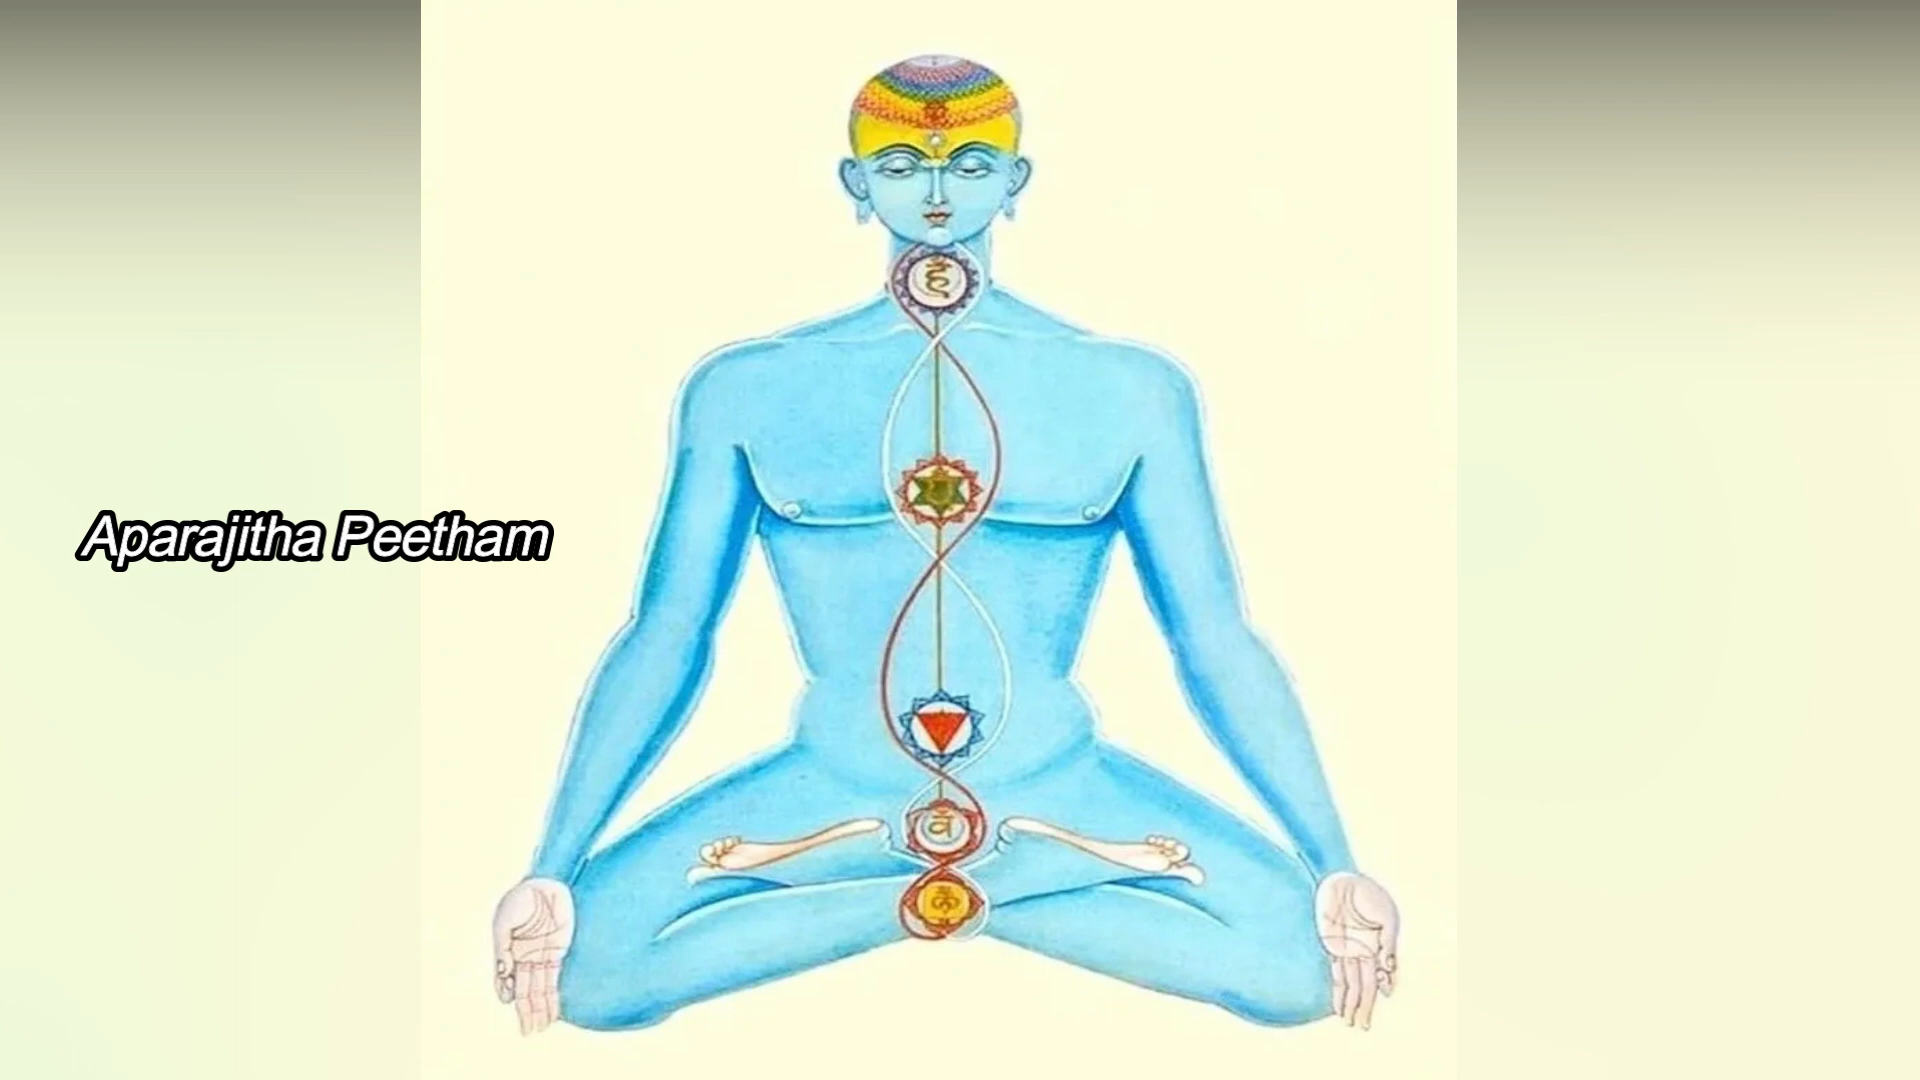 हं
Aparajitha Peetham
वं